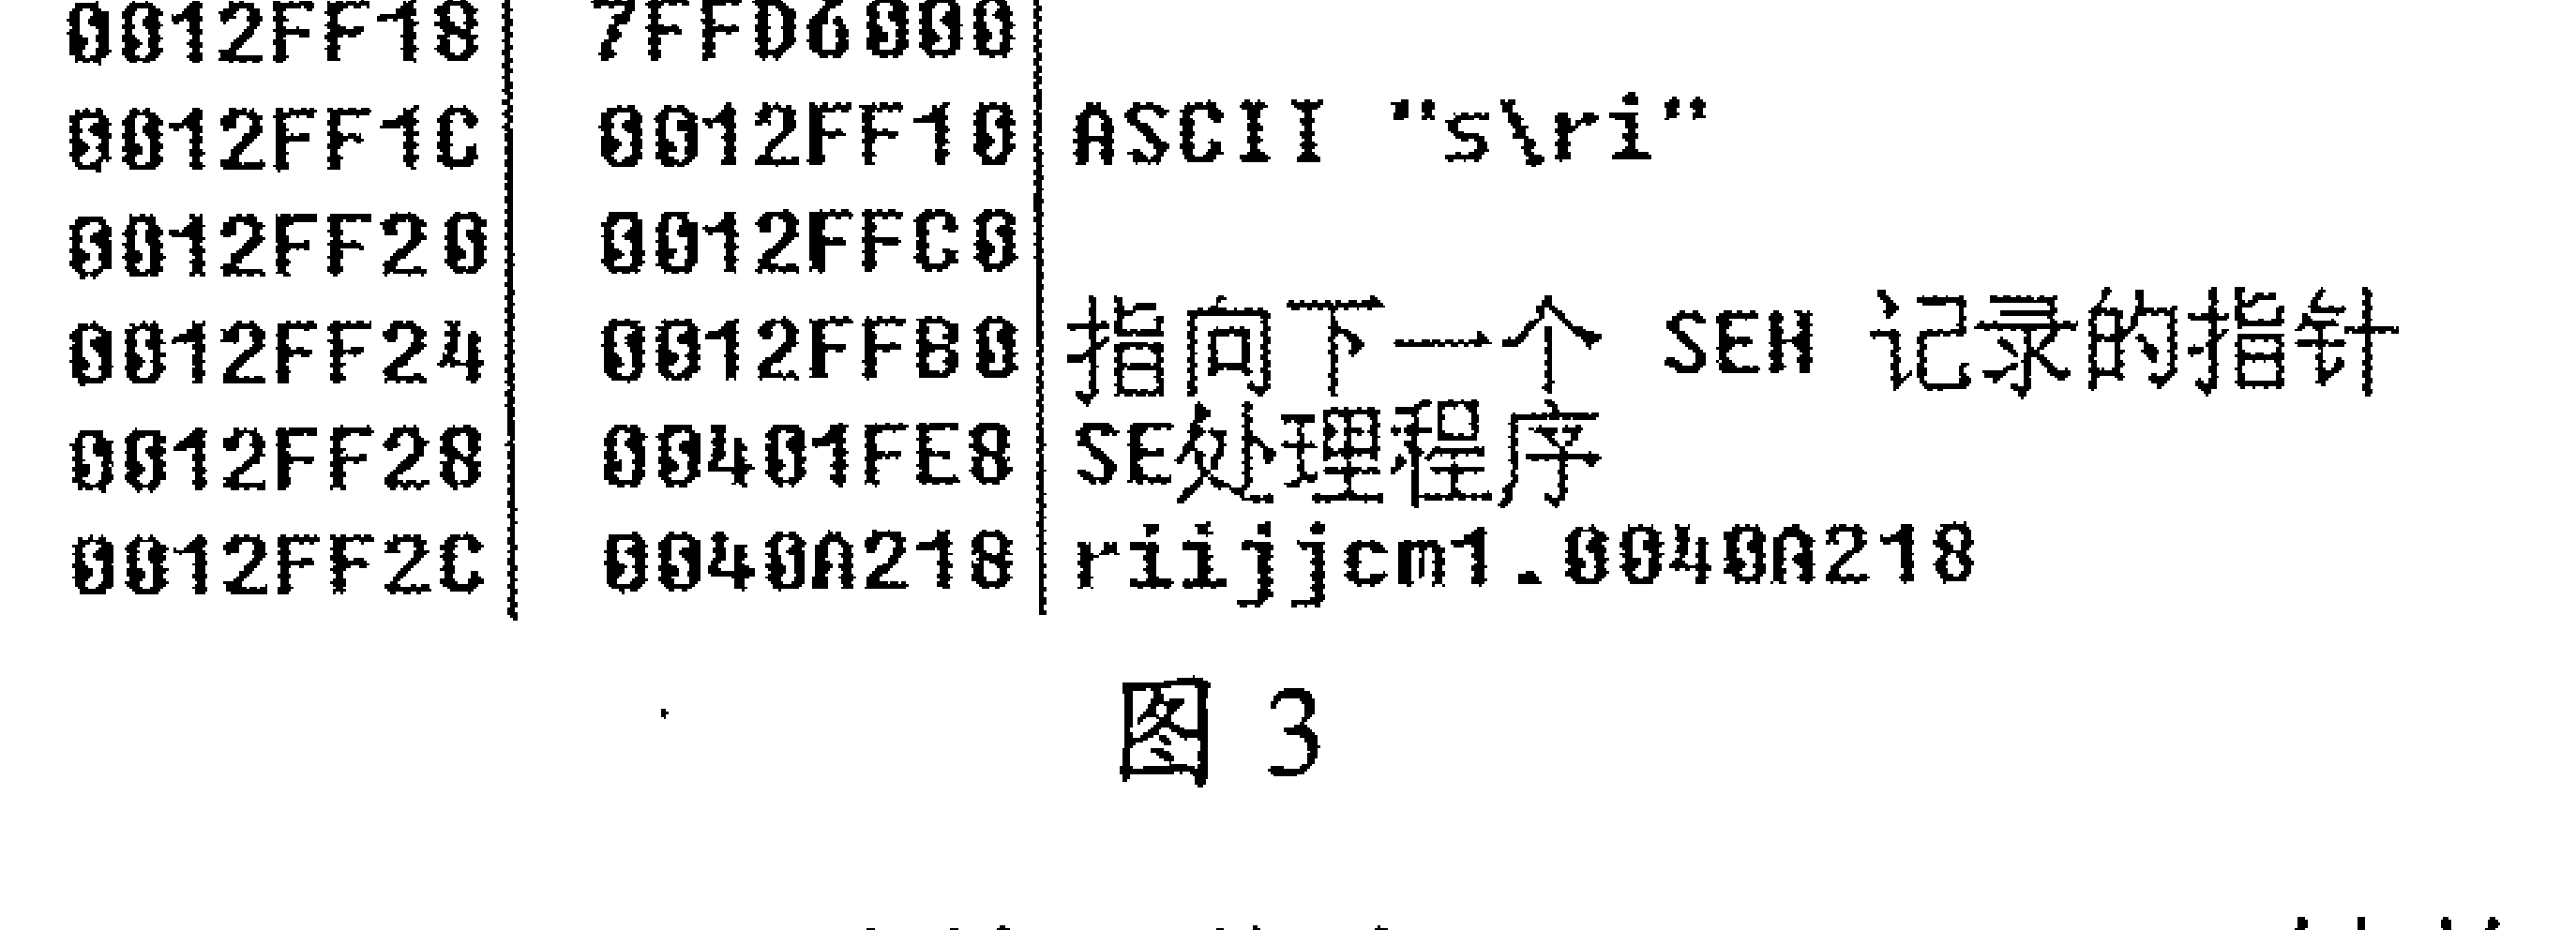 0012FF18 7FFD6000
0012FF1C 0012FF10 ASCII "s\ri"
0012FF20 0012FFC0
0012FF24 0012FFB0 指向下一个 SEH 记录的指针
0012FF28 00401FE8 SE处理程序
0012FF2C 0040A218 riijjcm1.0040A218
图 3